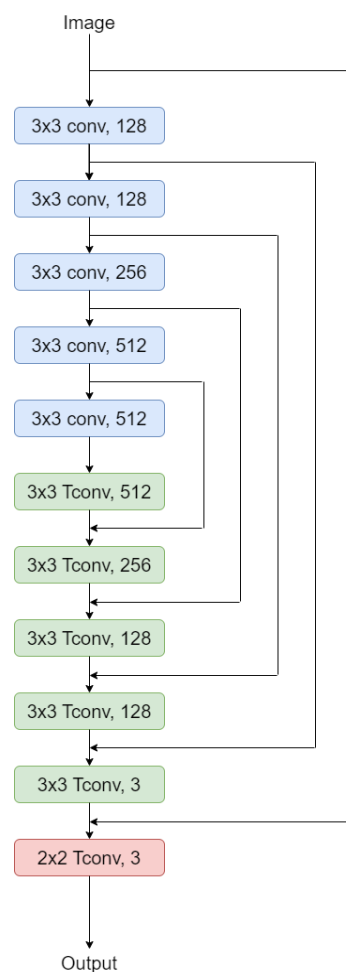 Image
3x3 conv, 128
3x3 conv, 128
3x3 conv, 256
3x3 conv, 512
3x3 conv, 512
3x3 Tconv, 512
3x3 Tconv, 256
3x3 Tconv, 128
3x3 Tconv, 128
3x3 Tconv, 3
2x2 Tconv, 3
Output